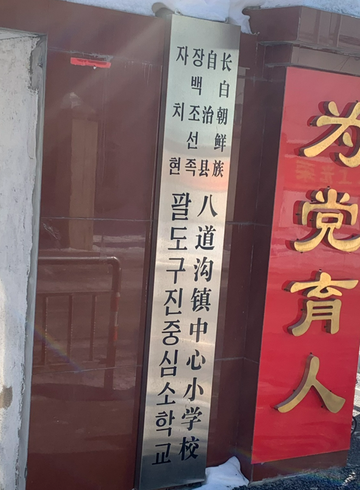 长白朝鲜族
自治县
八道沟镇中心小学校
장백조선족
자치현
팔도구진중심소학교
为党育人